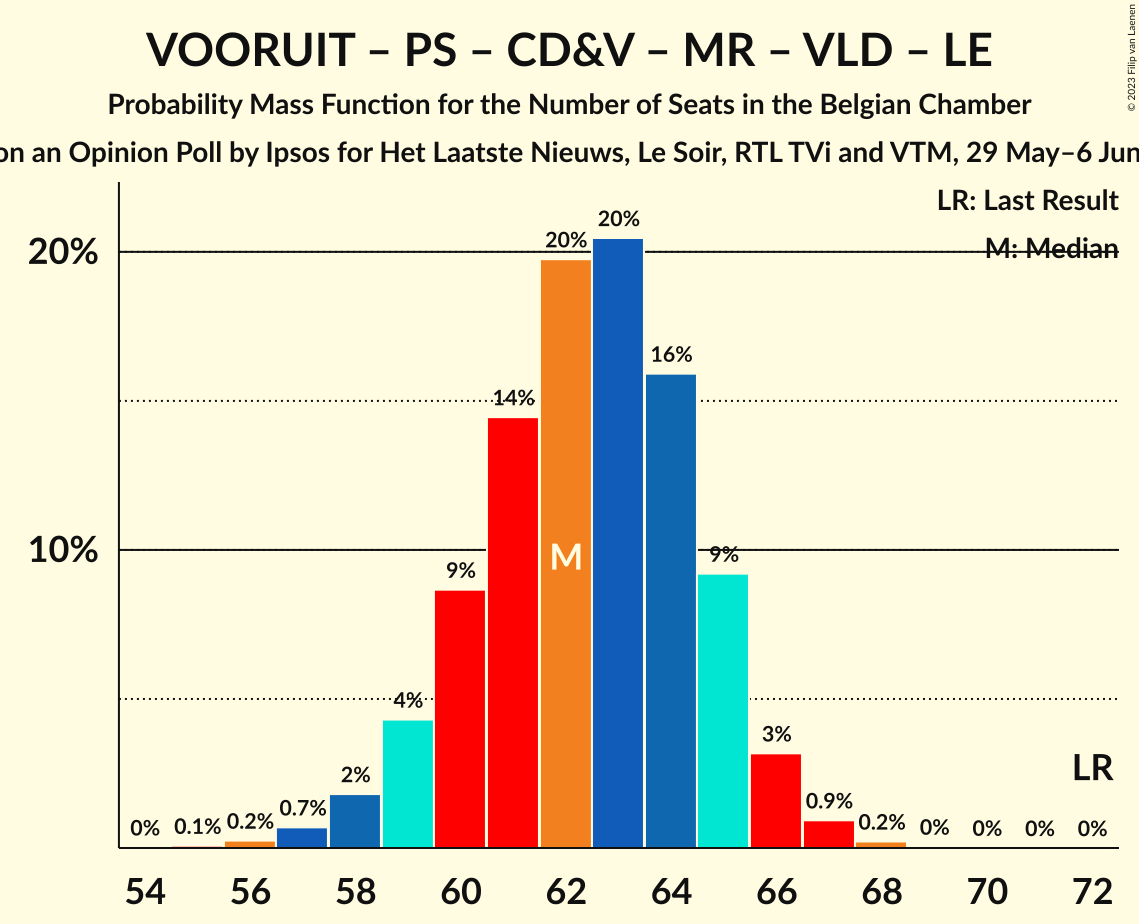 VOORUIT – PS – CD&V – MR – VLD – LE
Probability Mass Function for the Number of Seats in the Belgian Chamber
on an Opinion Poll by Ipsos for Het Laatste Nieuws, Le Soir, RTL TVi and VTM, 29 May–6 Jun
© 2023 Filip van Laenen
LR: Last Result
M: Median
20%
10%
0% 0.1% 0.2% 0.7% 2% 4% 9% 14% 20% 20% 16% 9% 3% 0.9% 0.2% 0% 0% 0% 0%
M
LR
54 56 58 60 62 64 66 68 70 72